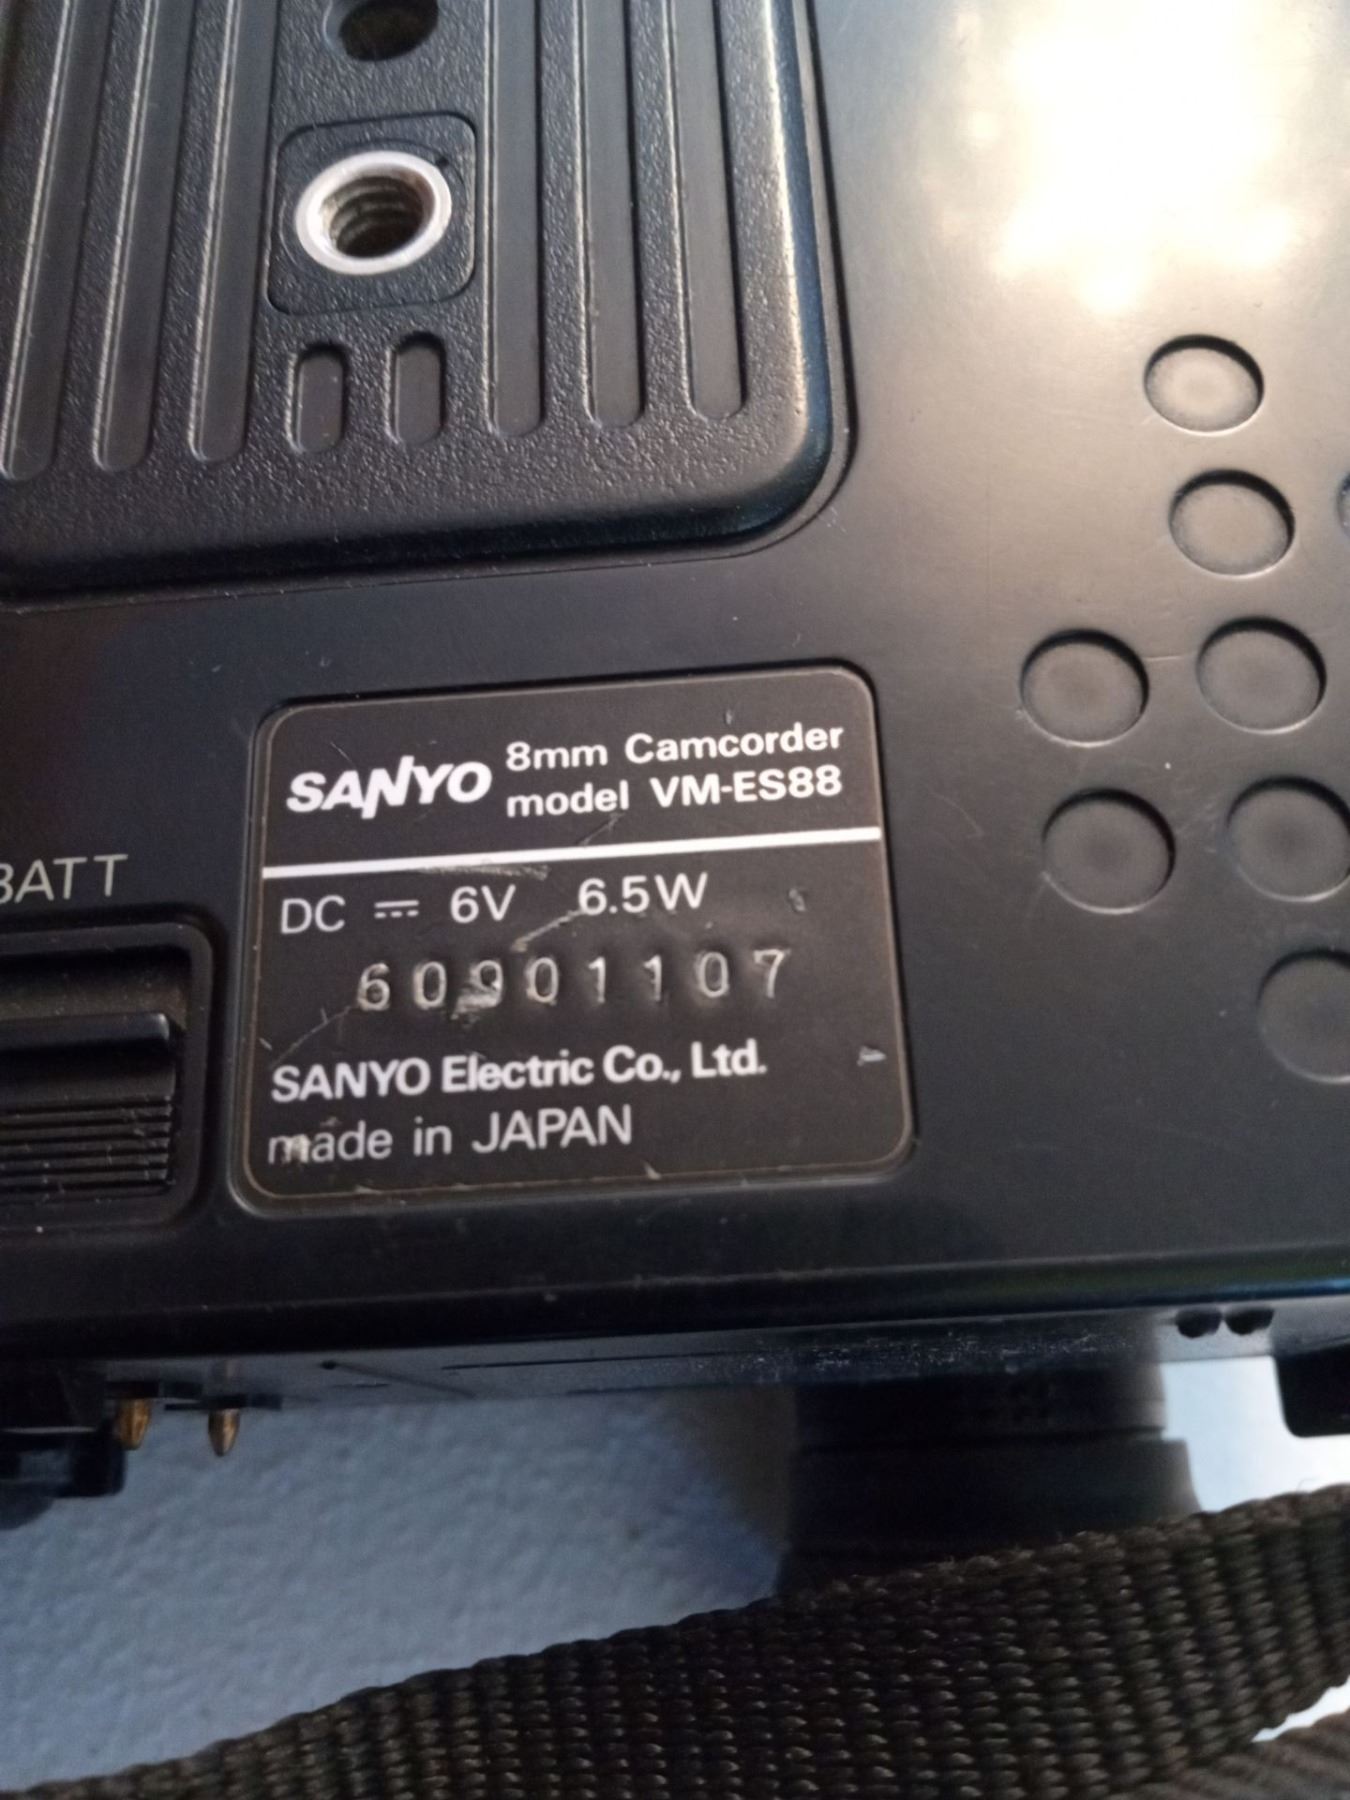 SANYO 8mm Camcorder
model VM-ES88
BATT
DC ⎓ 6V 6.5W
60901107
SANYO Electric Co., Ltd.
made in JAPAN